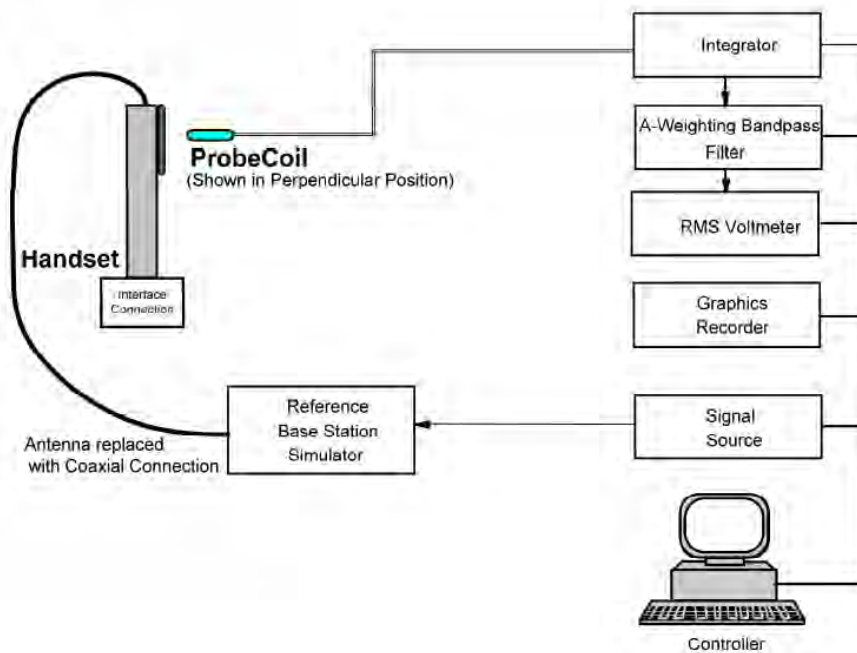 Integrator
A-Weighting Bandpass
Filter
RMS Voltmeter
Graphics
Recorder
Signal
Source
Controller
ProbeCoil
(Shown in Perpendicular Position)
Handset
Interface
Connection
Reference
Base Station
Simulator
Antenna replaced
with Coaxial Connection